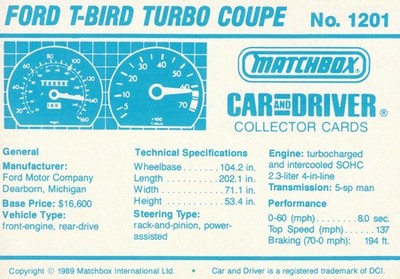 FORD T-BIRD TURBO COUPE No. 1201
MATCHBOX
CAR AND DRIVER®
COLLECTOR CARDS
General
Manufacturer:
Ford Motor Company
Dearborn, Michigan
Base Price: $16,600
Vehicle Type:
front-engine, rear-drive
Technical Specifications
Wheelbase.......104.2 in.
Length..........202.1 in.
Width...........71.1 in.
Height..........53.4 in.
Steering Type:
rack-and-pinion, power-
assisted
Engine: turbocharged
and intercooled SOHC
2.3-liter 4-in-line
Transmission: 5-sp man
Performance
0-60 (mph).......8.0 sec.
Top Speed (mph).....137
Braking (70-0 mph): 194 ft.
Copyright © 1989 Matchbox International Ltd. • Car and Driver is a registered trademark of DCI.